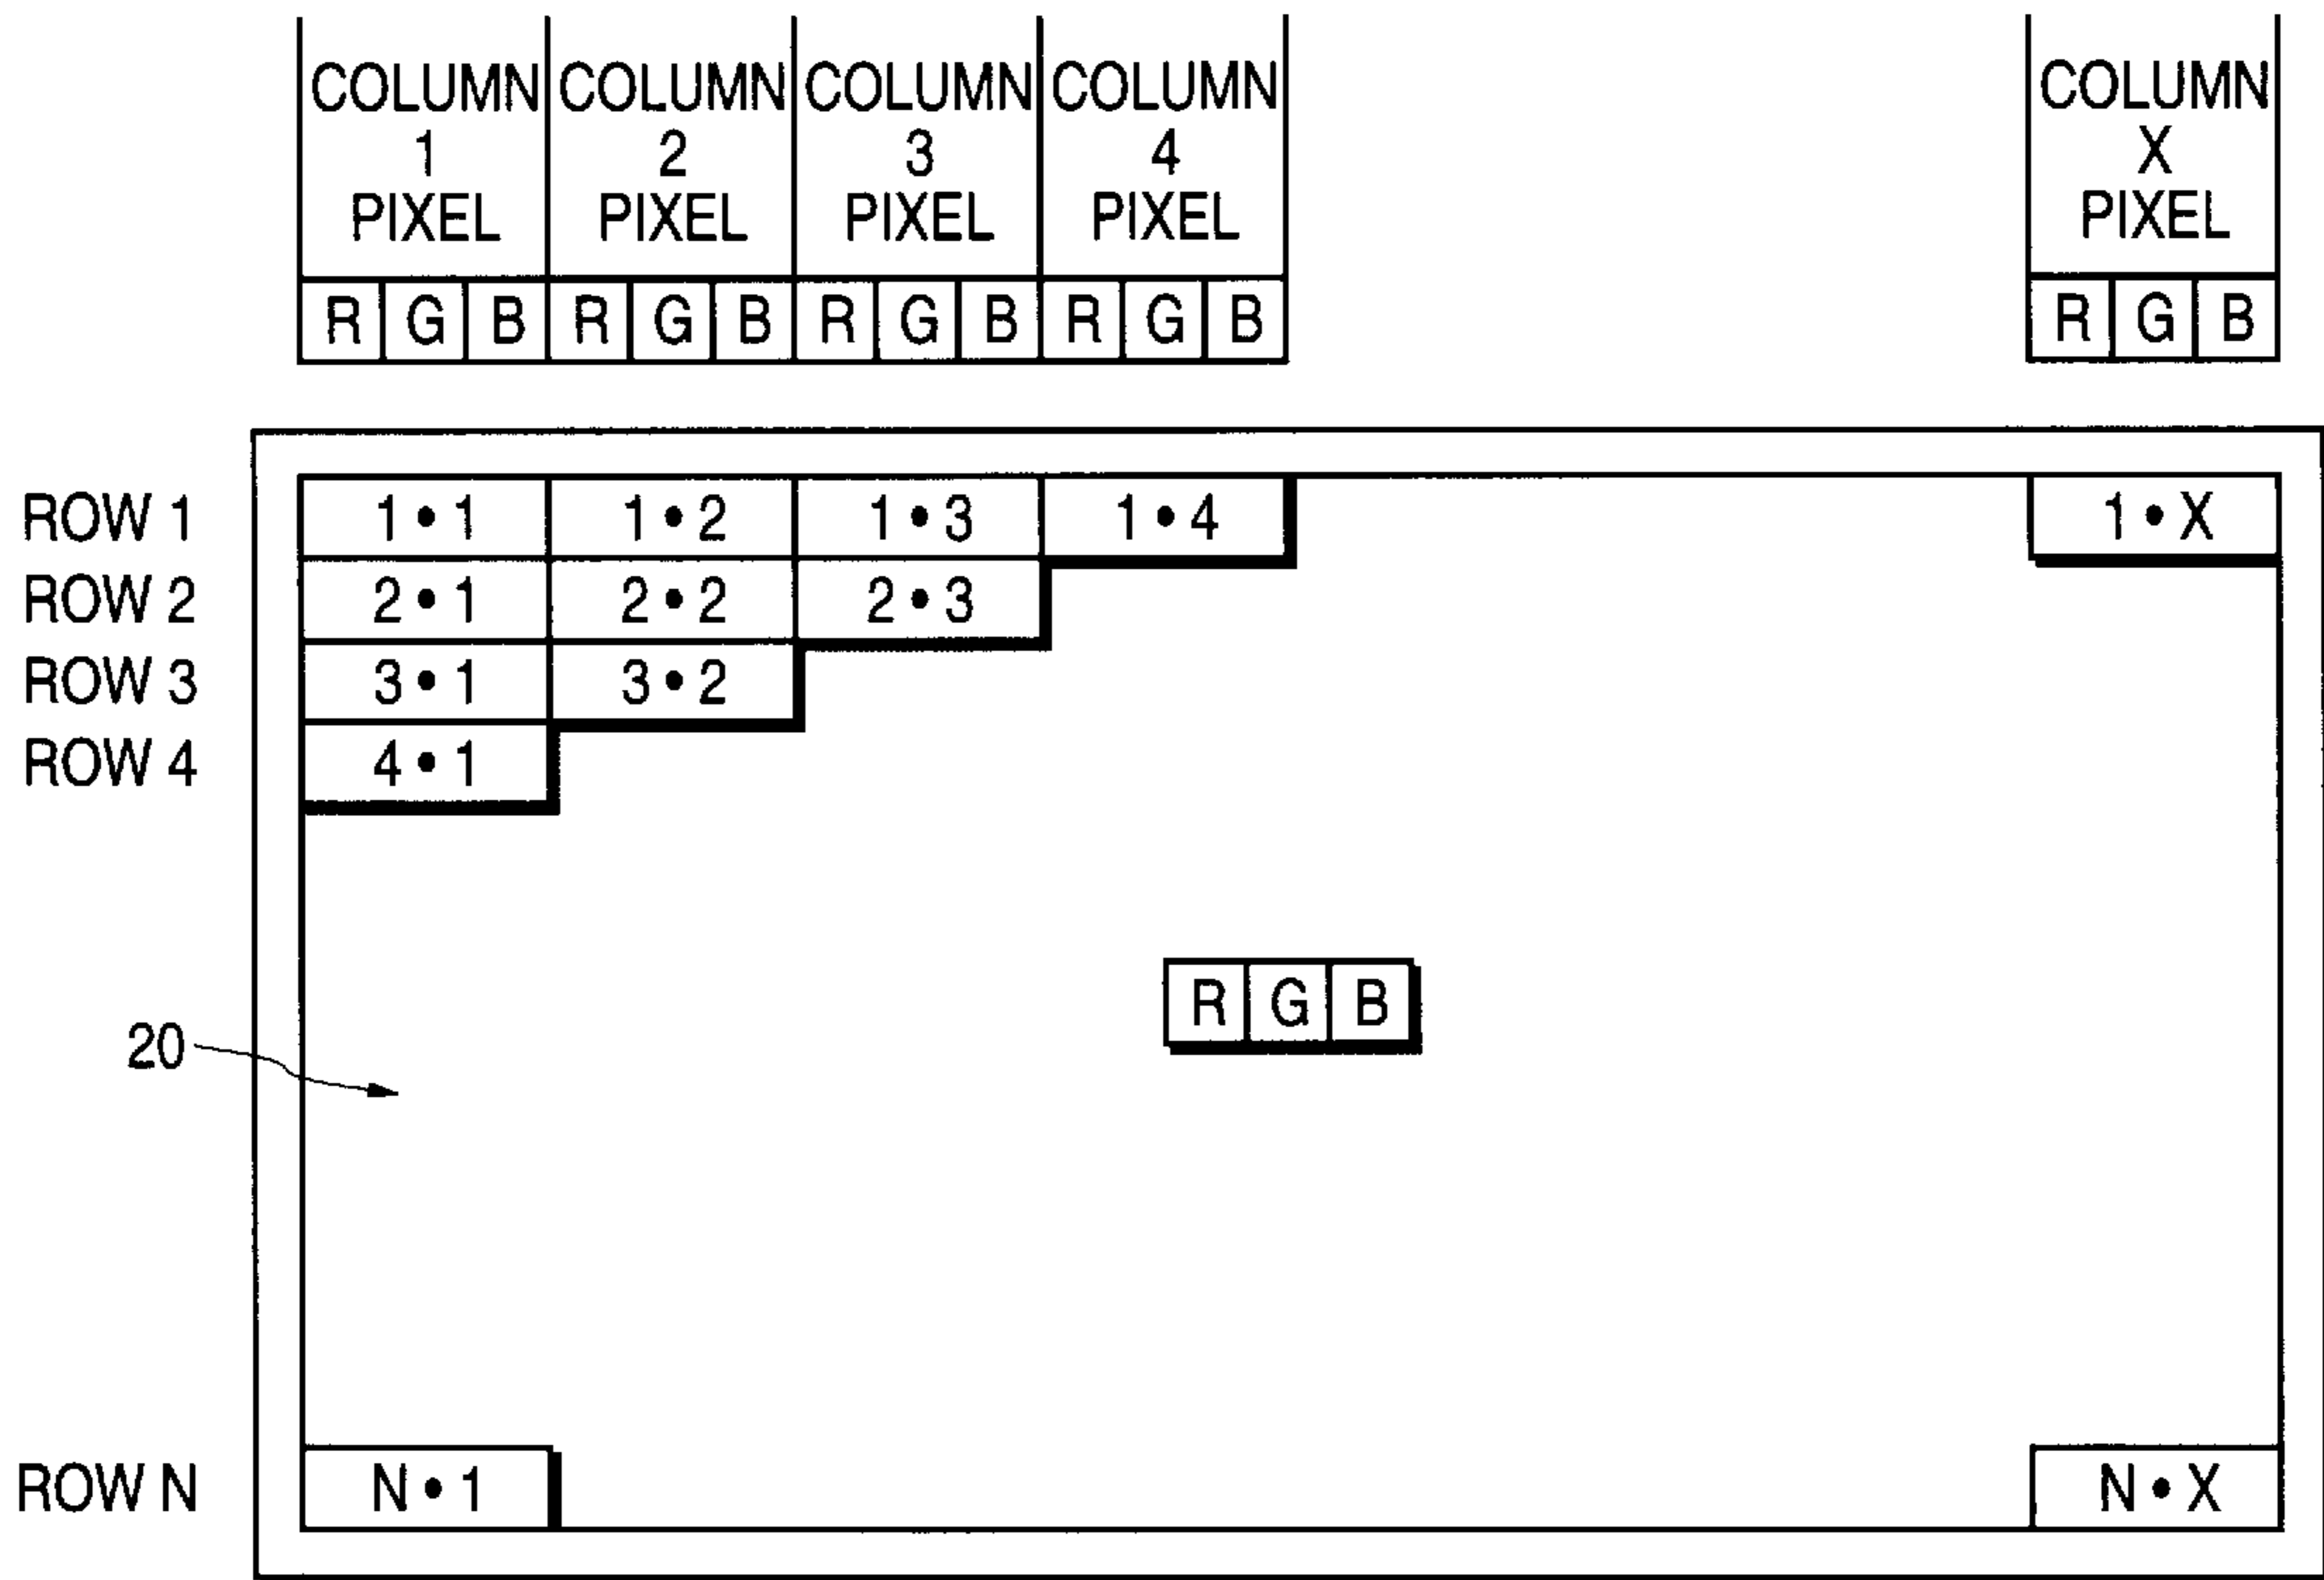 COLUMN COLUMN COLUMN COLUMN COLUMN
1 2 3 4 X
PIXEL PIXEL PIXEL PIXEL PIXEL
R G B R G B R G B R G B R G B
ROW 1 1•1 1•2 1•3 1•4 1•X
ROW 2 2•1 2•2 2•3
ROW 3 3•1 3•2
ROW 4 4•1
R G B
20
ROW N N•1 N•X